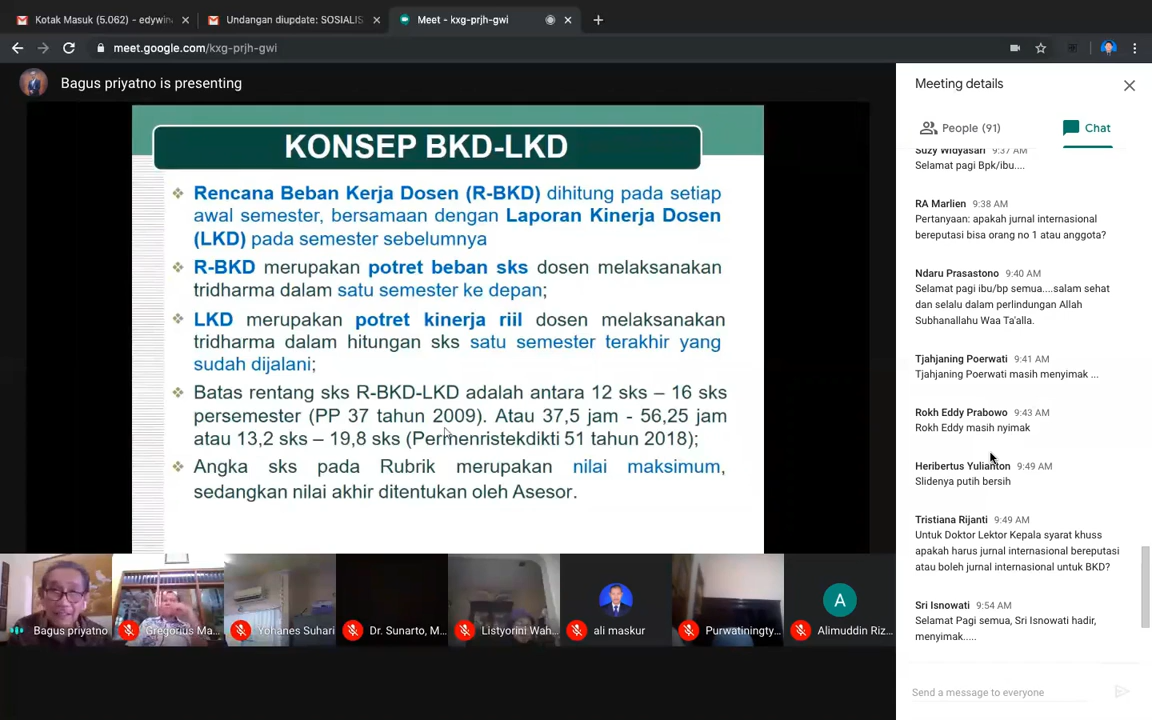 Kotak Masuk (5.062) - edywin
Undangan diupdate: SOSIALIS
Meet - kxg-prjh-gwi
meet.google.com/kxg-prjh-gwi
Bagus priyatno is presenting
KONSEP BKD-LKD
Rencana Beban Kerja Dosen (R-BKD) dihitung pada setiap
awal semester, bersamaan dengan Laporan Kinerja Dosen
(LKD) pada semester sebelumnya
R-BKD merupakan potret beban sks dosen melaksanakan
tridharma dalam satu semester ke depan;
LKD merupakan potret kinerja riil dosen melaksanakan
tridharma dalam hitungan sks satu semester terakhir yang
sudah dijalani;
Batas rentang sks R-BKD-LKD adalah antara 12 sks – 16 sks
persemester (PP 37 tahun 2009). Atau 37,5 jam - 56,25 jam
atau 13,2 sks – 19,8 sks (Permenristekdikti 51 tahun 2018);
Angka sks pada Rubrik merupakan nilai maksimum,
sedangkan nilai akhir ditentukan oleh Asesor.
Bagus priyatno
Gregorius Ma...
Yohanes Suhari
Dr. Sunarto, M...
Listyorini Wah...
ali maskur
Purwatiningty...
A
Alimuddin Riz...
Meeting details
People (91)
Chat
Suzy Widyasari 9:37 AM
Selamat pagi Bpk/ibu....
RA Marlien 9:38 AM
Pertanyaan: apakah jurnal internasional
bereputasi bisa orang no 1 atau anggota?
Ndaru Prasastono 9:40 AM
Selamat pagi ibu/bp semua....salam sehat
dan selalu dalam perlindungan Allah
Subhanallahu Waa Ta'alla.
Tjahjaning Poerwati 9:41 AM
Tjahjaning Poerwati masih menyimak ...
Rokh Eddy Prabowo 9:43 AM
Rokh Eddy masih nyimak
Heribertus Yulianton 9:49 AM
Slidenya putih bersih
Tristiana Rijanti 9:49 AM
Untuk Doktor Lektor Kepala syarat khuss
apakah harus jurnal internasional bereputasi
atau boleh jurnal internasional untuk BKD?
Sri Isnowati 9:54 AM
Selamat Pagi semua, Sri Isnowati hadir,
menyimak.....
Send a message to everyone